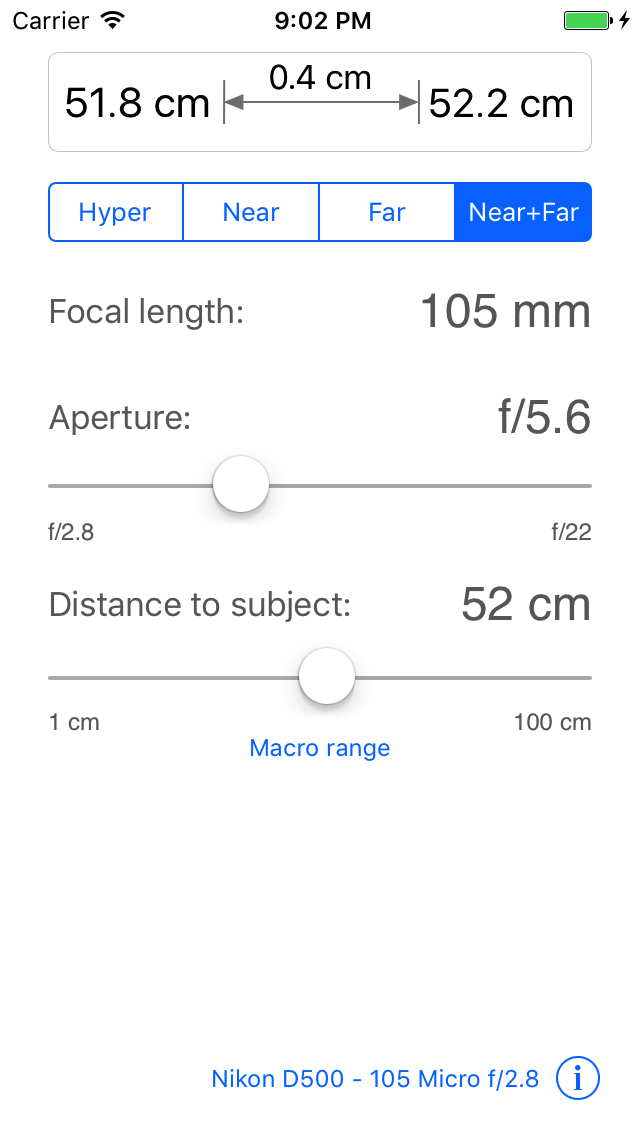 Carrier 9:02 PM
0.4 cm
51.8 cm 52.2 cm
Hyper Near Far Near+Far
Focal length: 105 mm
Aperture: f/5.6
f/2.8 f/22
Distance to subject: 52 cm
1 cm 100 cm
Macro range
Nikon D500 - 105 Micro f/2.8 i